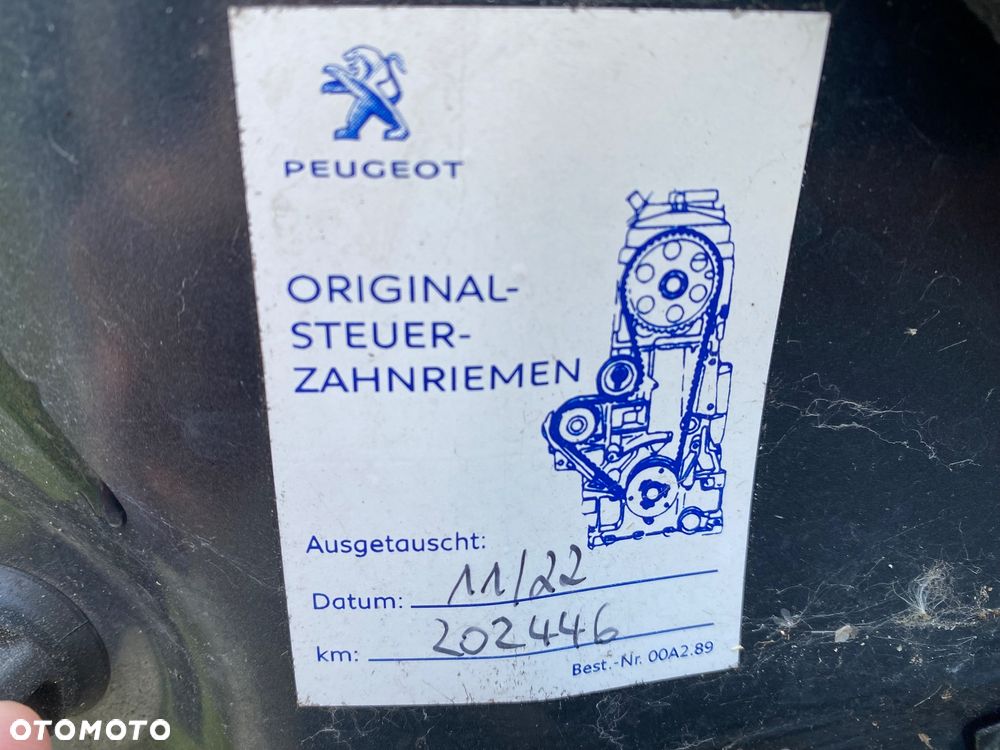 PEUGEOT
ORIGINAL-
STEUER-
ZAHNRIEMEN
Ausgetauscht:
Datum: 11/22
km: 202446
Best.-Nr. 00A2.89
OTOMOTO